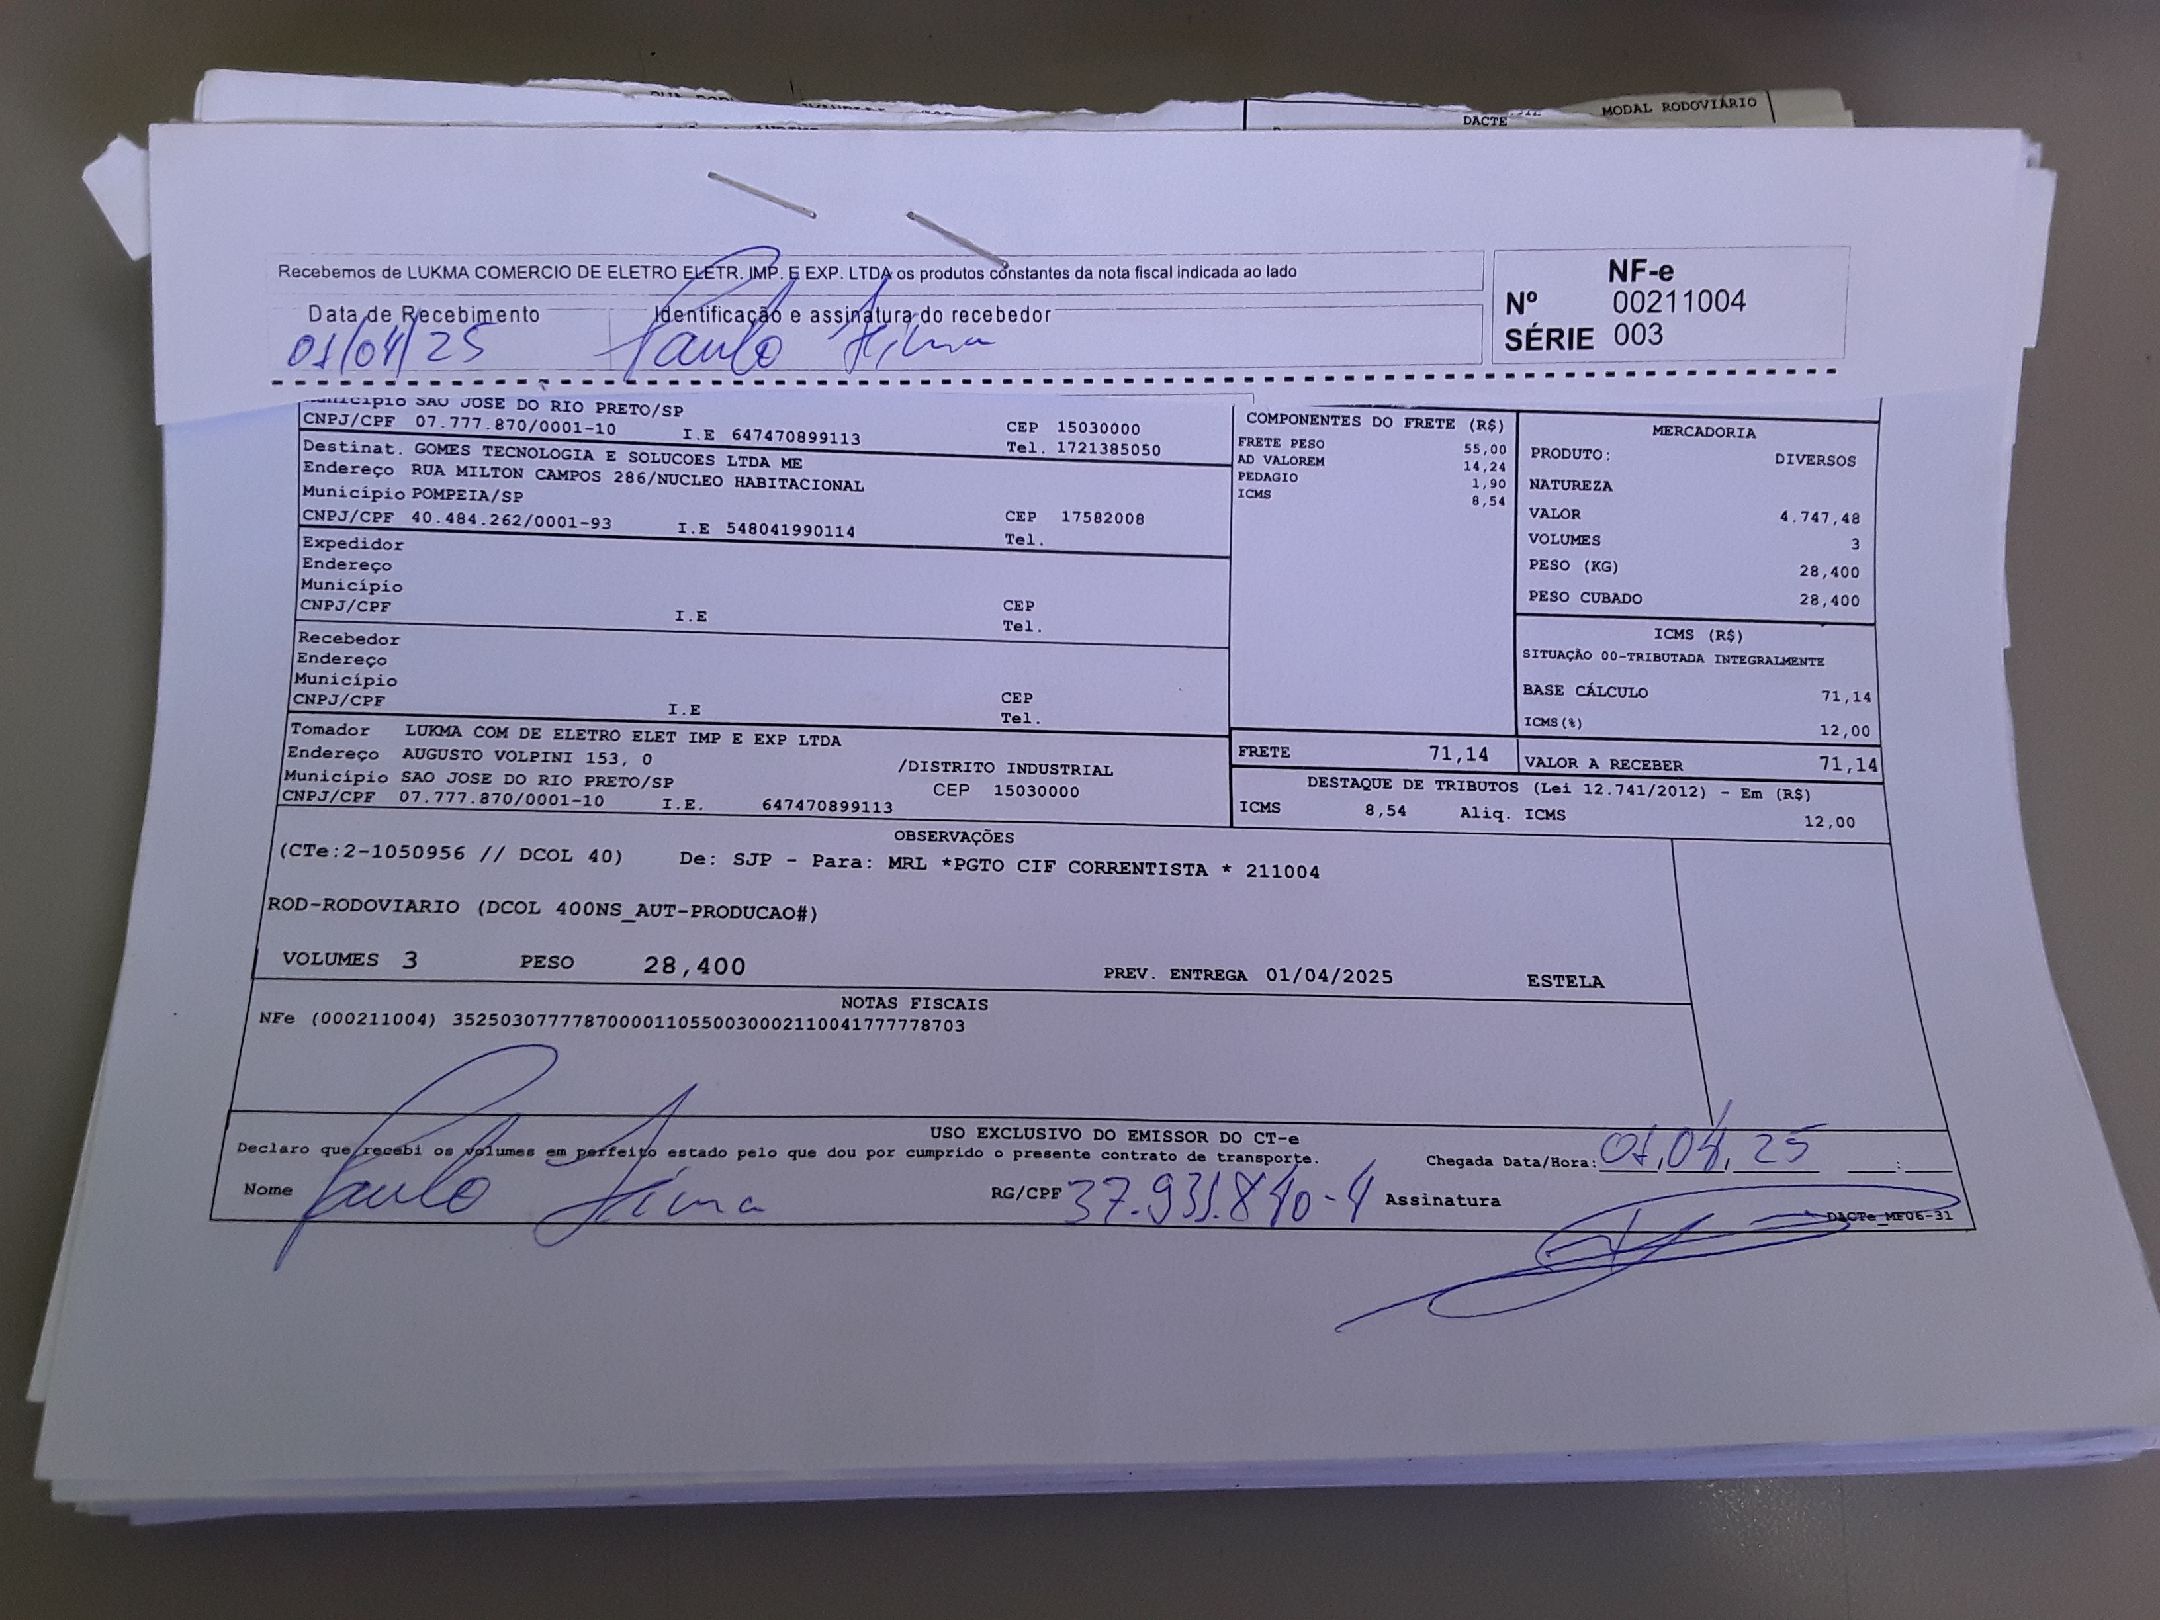 DACTE
MODAL RODOVIÁRIO
Recebemos de LUKMA COMERCIO DE ELETRO ELETR. IMP. E EXP. LTDA os produtos constantes da nota fiscal indicada ao lado
Data de Recebimento
Identificação e assinatura do recebedor
01/04/25
Paulo
NF-e
Nº 00211004
SÉRIE 003
Município SAO JOSE DO RIO PRETO/SP
CNPJ/CPF 07.777.870/0001-10 I.E 647470899113
CEP 15030000
Tel. 1721385050
Destinat. GOMES TECNOLOGIA E SOLUCOES LTDA ME
Endereço RUA MILTON CAMPOS 286/NUCLEO HABITACIONAL
Município POMPEIA/SP
CNPJ/CPF 40.484.262/0001-93 I.E 548041990114
CEP 17582008
Tel.
Expedidor
Endereço
Município
CNPJ/CPF I.E
CEP
Tel.
Recebedor
Endereço
Município
CNPJ/CPF I.E
CEP
Tel.
Tomador LUKMA COM DE ELETRO ELET IMP E EXP LTDA
Endereço AUGUSTO VOLPINI 153, 0 /DISTRITO INDUSTRIAL
Município SAO JOSE DO RIO PRETO/SP CEP 15030000
CNPJ/CPF 07.777.870/0001-10 I.E. 647470899113
COMPONENTES DO FRETE (R$)
FRETE PESO 55,00
AD VALOREM 14,24
PEDAGIO 1,90
ICMS 8,54
MERCADORIA
PRODUTO: DIVERSOS
NATUREZA
VALOR 4.747,48
VOLUMES 3
PESO (KG) 28,400
PESO CUBADO 28,400
ICMS (R$)
SITUAÇÃO 00-TRIBUTADA INTEGRALMENTE
BASE CÁLCULO 71,14
ICMS(%) 12,00
FRETE 71,14
VALOR A RECEBER 71,14
DESTAQUE DE TRIBUTOS (Lei 12.741/2012) - Em (R$)
ICMS 8,54 Aliq. ICMS 12,00
OBSERVAÇÕES
(CTe:2-1050956 // DCOL 40) De: SJP - Para: MRL *PGTO CIF CORRENTISTA * 211004
ROD-RODOVIARIO (DCOL 400NS_AUT-PRODUCAO#)
VOLUMES 3 PESO 28,400 PREV. ENTREGA 01/04/2025 ESTELA
NOTAS FISCAIS
NFe (000211004) 35250307777870000110550030002110041777778703
USO EXCLUSIVO DO EMISSOR DO CT-e
Declaro que recebi os volumes em perfeito estado pelo que dou por cumprido o presente contrato de transporte.
Chegada Data/Hora: 01.04.25 __:__
Nome Paulo
RG/CPF 37.931.840-4 Assinatura
DACTe_MF06-31